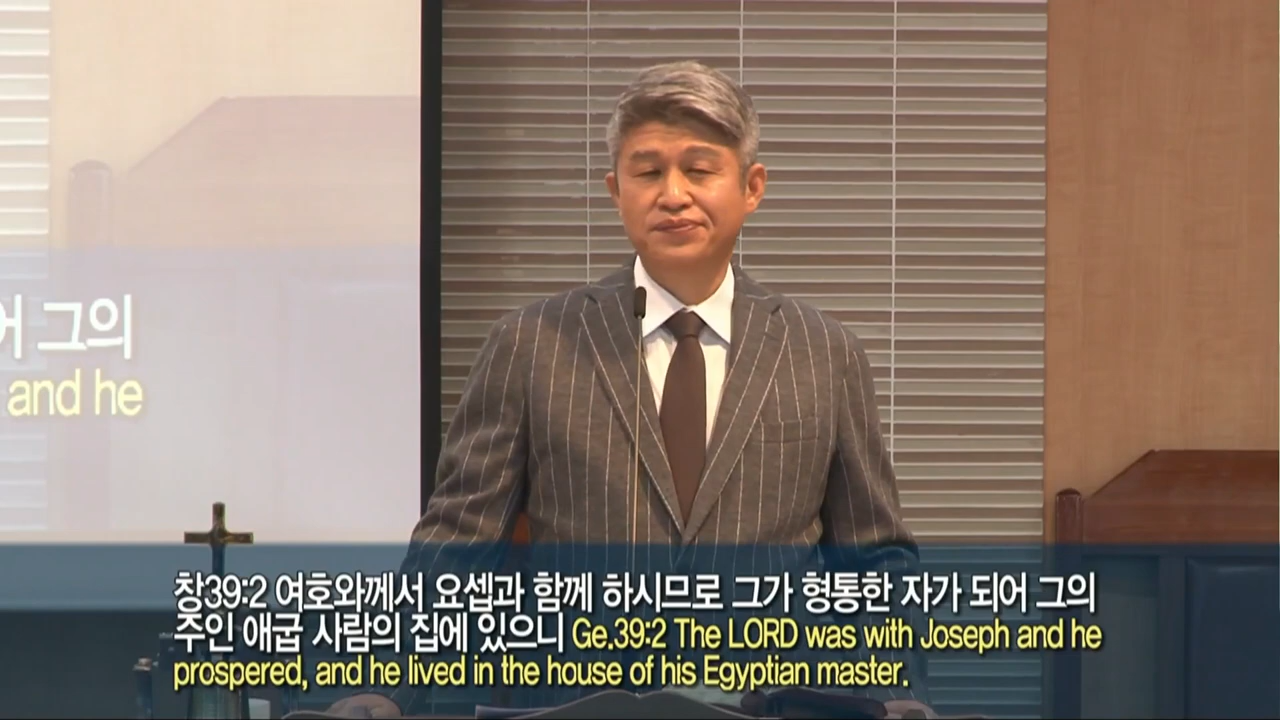 어 그의
and he
창39:2 여호와께서 요셉과 함께 하시므로 그가 형통한 자가 되어 그의
주인 애굽 사람의 집에 있으니 Ge.39:2 The LORD was with Joseph and he
prospered, and he lived in the house of his Egyptian master.